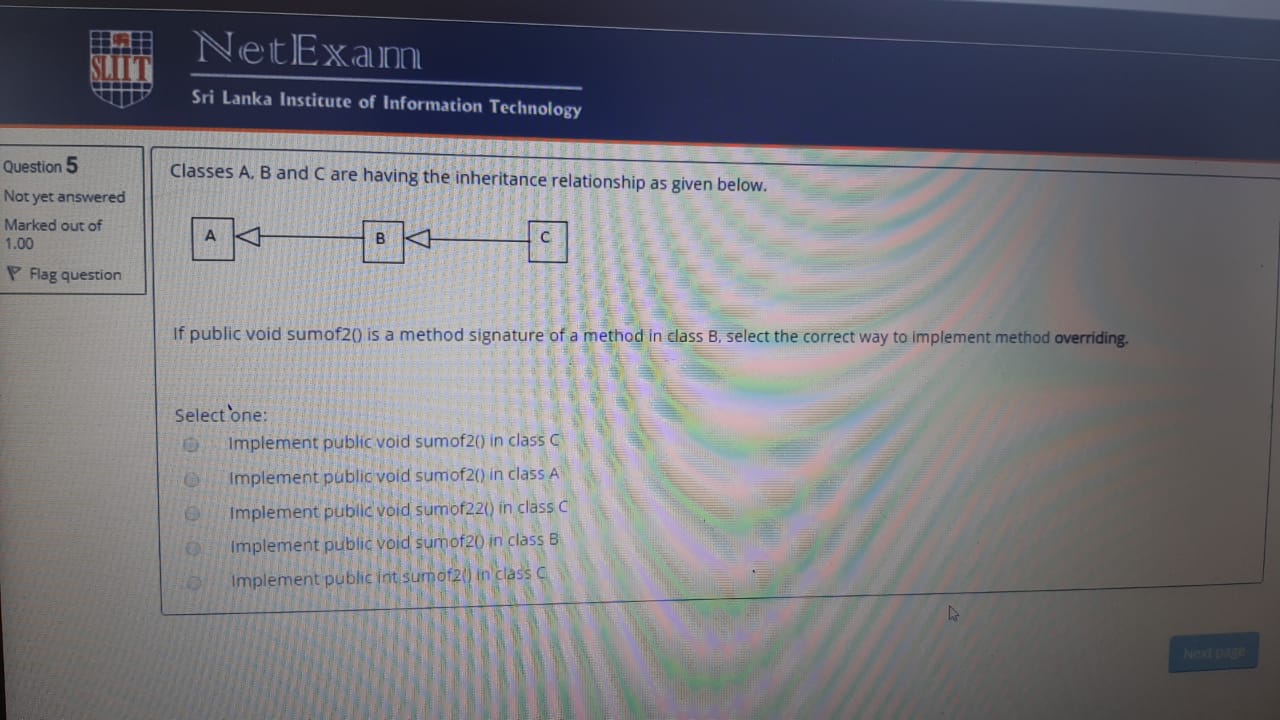 SLIIT
NetExam
Sri Lanka Institute of Information Technology
Question 5
Not yet answered
Marked out of
1.00
Flag question
Classes A, B and C are having the inheritance relationship as given below.
A B C
If public void sumof2() is a method signature of a method in class B, select the correct way to implement method overriding.
Select one:
Implement public void sumof2() in class C
Implement public void sumof2() in class A
Implement public void sumof22() in class C
Implement public void sumof2() in class B
Implement public int sumof2() in class C
Next page